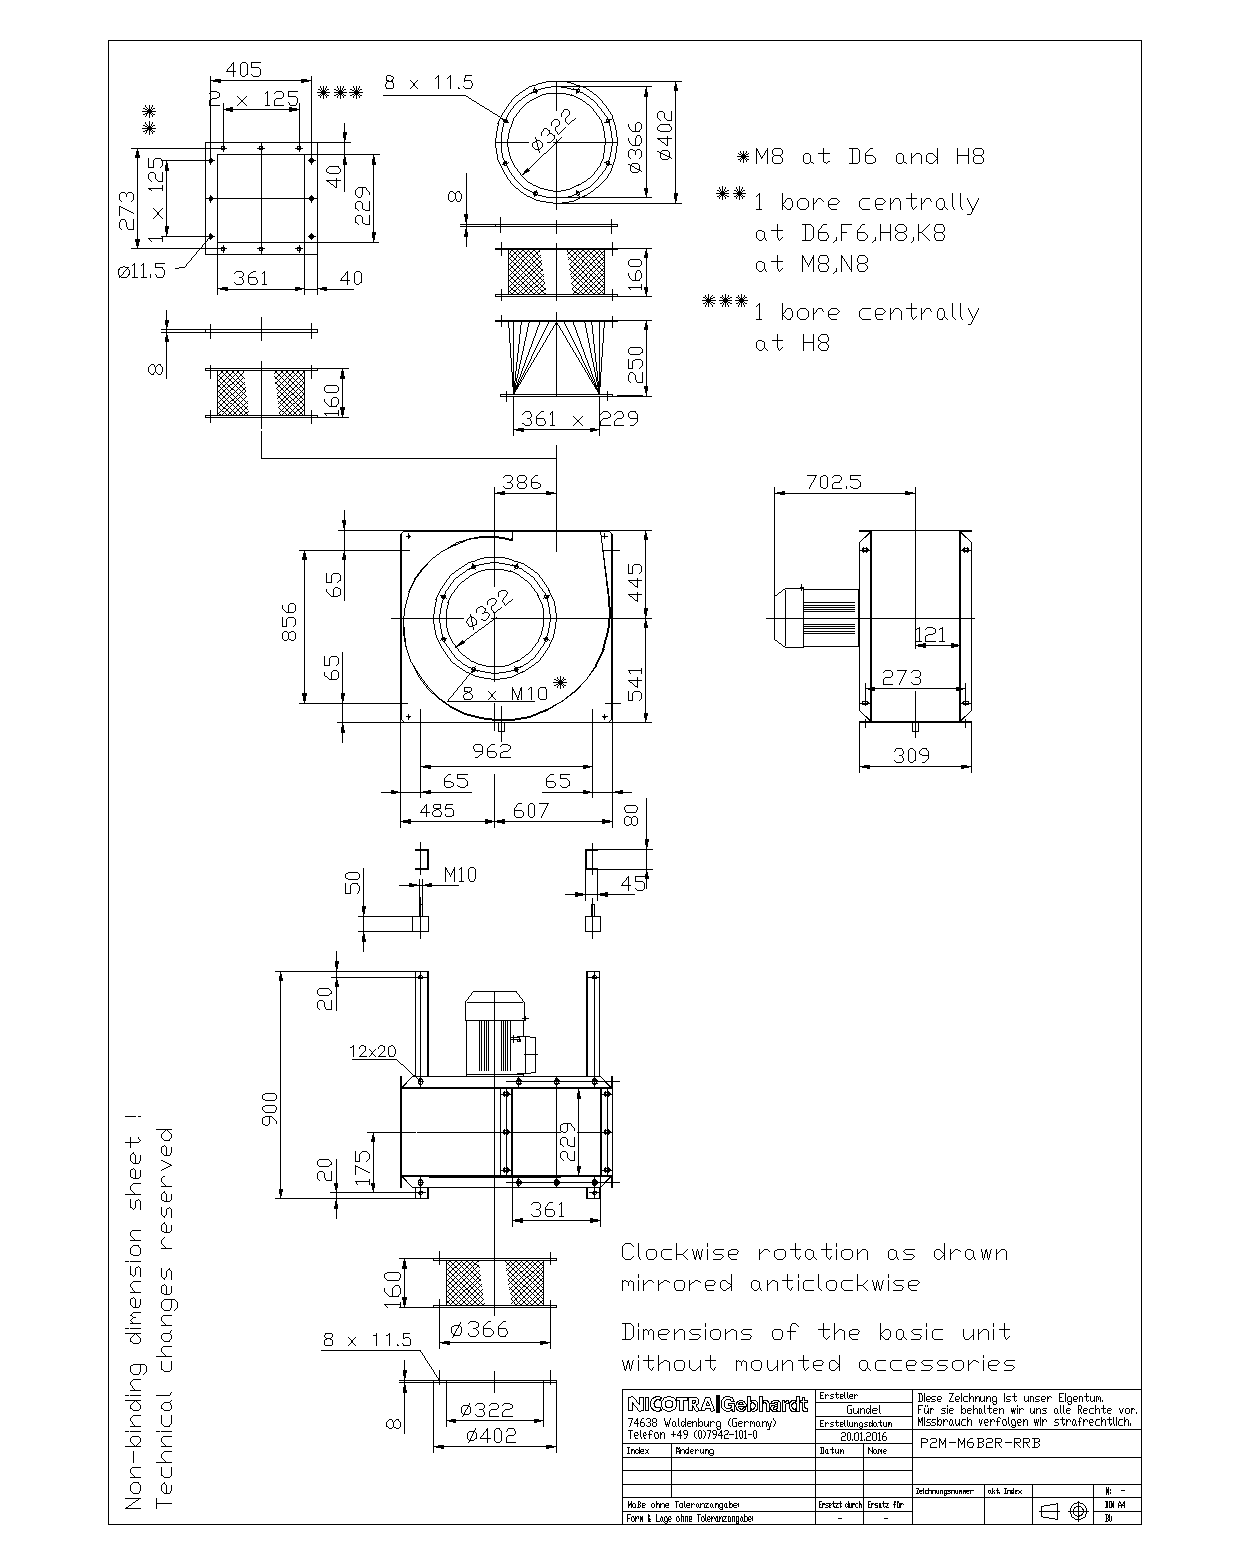 405
2 x 125
***
**
273
1 x 125
40
229
Ø11.5
361
40
8
160
8 x 11.5
Ø322
Ø366
Ø402
8
160
250
361 x 229
* M8 at D6 and H8
** 1 bore centrally
at D6,F6,H8,K8
at M8,N8
*** 1 bore centrally
at H8
386
65
856
65
Ø322
445
541
8 x M10 *
962
65
65
485
607
80
702.5
121
273
309
50
M10
45
20
12x20
900
229
20
175
361
160
Ø366
8 x 11.5
8
Ø322
Ø402
Non-binding dimension sheet !
Technical changes reserved
Clockwise rotation as drawn
mirrored anticlockwise
Dimensions of the basic unit
without mounted accessories
NICOTRA|Gebhardt
74638 Waldenburg (Germany)
Telefon +49 (0)7942-101-0
Ersteller
Gundel
Erstellungsdatum
20.01.2016
Diese Zeichnung ist unser Eigentum.
Für sie behalten wir uns alle Rechte vor.
Missbrauch verfolgen wir strafrechtlich.
Index Änderung Datum Name
P2M-M6B2R-RRB
Zeichnungsnummer akt. Index
Maße ohne Toleranzangabe:
Ersetzt durch Ersatz für
Form & Lage ohne Toleranzangabe:
- -
N: -
DIN A4